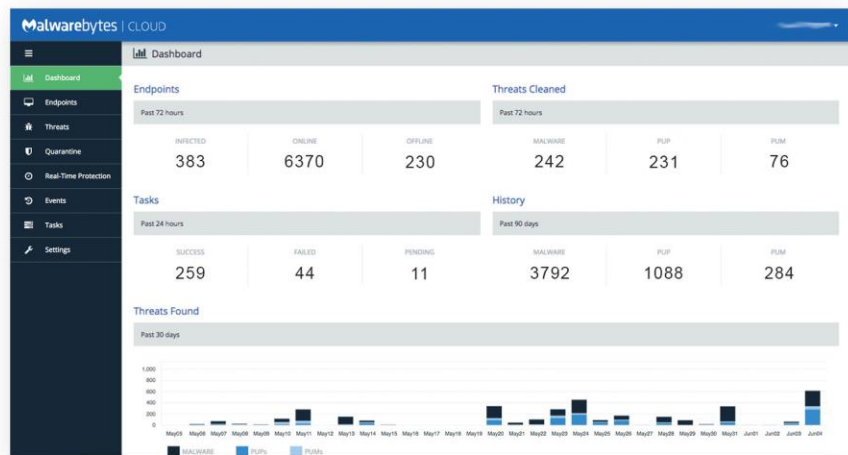 Malwarebytes | CLOUD
Dashboard
Dashboard
Endpoints
Threats
Quarantine
Real-Time Protection
Events
Tasks
Settings
Endpoints
Past 72 hours
INFECTED ONLINE OFFLINE
383 6370 230
Threats Cleaned
Past 72 hours
MALWARE PUP PUM
242 231 76
Tasks
Past 24 hours
SUCCESS FAILED PENDING
259 44 11
History
Past 90 days
MALWARE PUP PUM
3792 1088 284
Threats Found
Past 30 days
1,000
800
600
400
200
0
May05 May06 May07 May08 May09 May10 May11 May12 May13 May14 May15 May16 May17 May18 May19 May20 May21 May22 May23 May24 May25 May26 May27 May28 May29 May30 May31 Jun01 Jun02 Jun03 Jun04
MALWARE PUPs PUMs